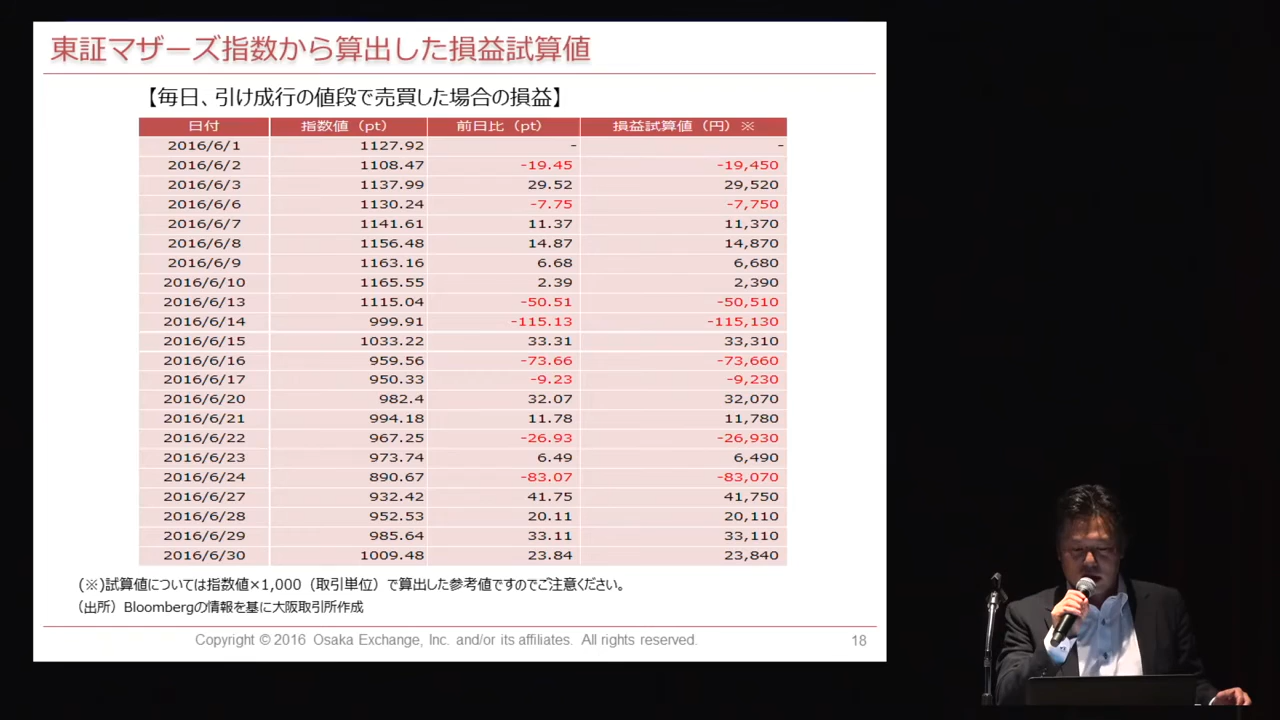 東証マザーズ指数から算出した損益試算値
【毎日、引け成行の値段で売買した場合の損益】
日付 指数値（pt） 前日比（pt） 損益試算値（円）※
2016/6/1 1127.92 - -
2016/6/2 1108.47 -19.45 -19,450
2016/6/3 1137.99 29.52 29,520
2016/6/6 1130.24 -7.75 -7,750
2016/6/7 1141.61 11.37 11,370
2016/6/8 1156.48 14.87 14,870
2016/6/9 1163.16 6.68 6,680
2016/6/10 1165.55 2.39 2,390
2016/6/13 1115.04 -50.51 -50,510
2016/6/14 999.91 -115.13 -115,130
2016/6/15 1033.22 33.31 33,310
2016/6/16 959.56 -73.66 -73,660
2016/6/17 950.33 -9.23 -9,230
2016/6/20 982.4 32.07 32,070
2016/6/21 994.18 11.78 11,780
2016/6/22 967.25 -26.93 -26,930
2016/6/23 973.74 6.49 6,490
2016/6/24 890.67 -83.07 -83,070
2016/6/27 932.42 41.75 41,750
2016/6/28 952.53 20.11 20,110
2016/6/29 985.64 33.11 33,110
2016/6/30 1009.48 23.84 23,840
(※)試算値については指数値×1,000（取引単位）で算出した参考値ですのでご注意ください。
（出所）Bloombergの情報を基に大阪取引所作成
Copyright © 2016 Osaka Exchange, Inc. and/or its affiliates. All rights reserved. 18